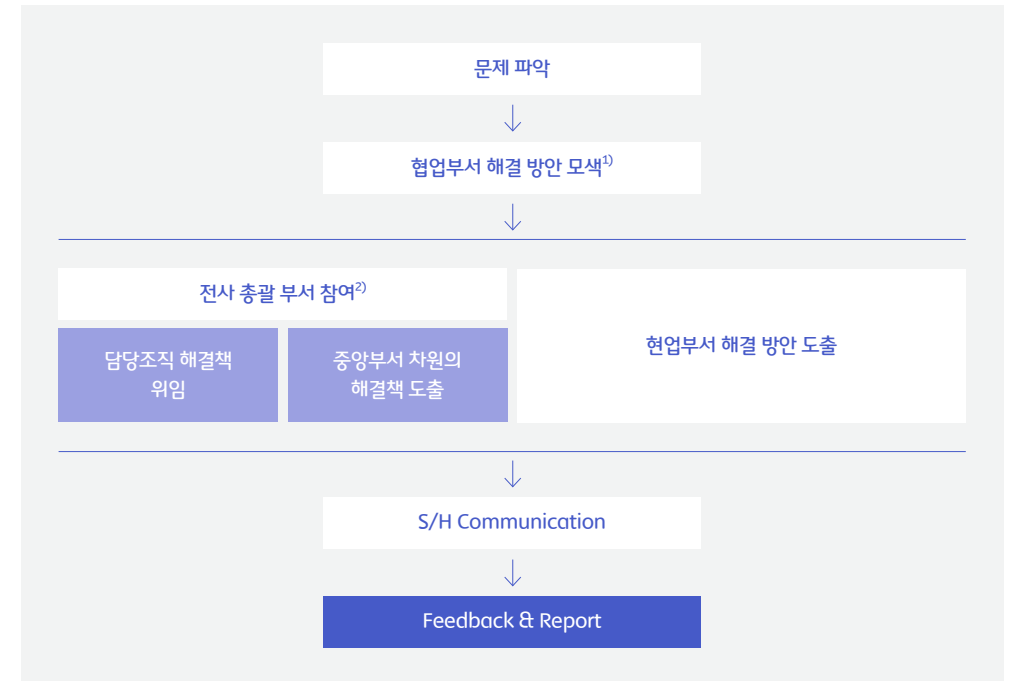 문제 파악
협업부서 해결 방안 모색1)
전사 총괄 부서 참여2)
담당조직 해결책
위임
중앙부서 차원의
해결책 도출
현업부서 해결 방안 도출
S/H Communication
Feedback & Report